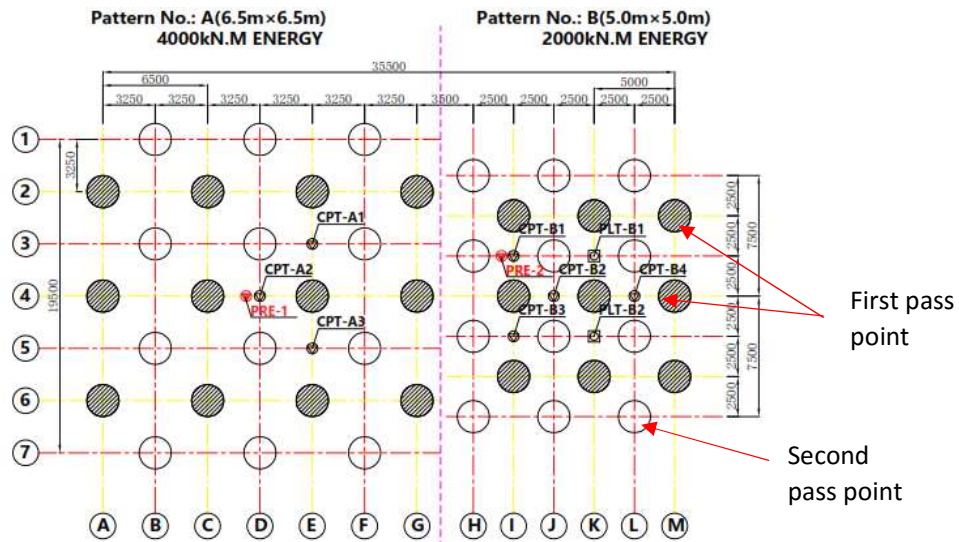 Pattern No.: A(6.5m×6.5m)
4000kN.M ENERGY
Pattern No.: B(5.0m×5.0m)
2000kN.M ENERGY
35500
6500
5000
3250 3250 3250 3250 3250 3250 3500 2500 2500 2500 2500 2500
1
2
3
4
5
6
7
3250
19500
CPT-A1
CPT-A2
PRE-1
CPT-A3
CPT-B1
PLT-B1
PRE-2
CPT-B2
CPT-B4
CPT-B3
PLT-B2
2500
2500
2500
2500
2500
2500
7500
7500
First pass
point
Second
pass point
A B C D E F G H I J K L M